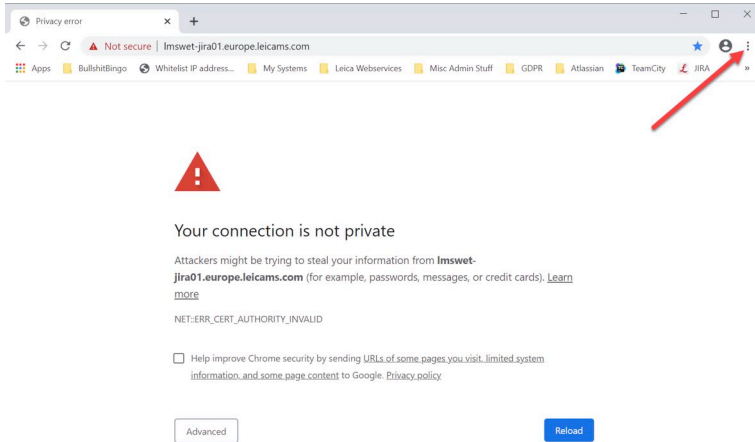 Privacy error
Not secure | lmswet-jira01.europe.leicams.com
Apps BullshitBingo Whitelist IP address... My Systems Leica Webservices Misc Admin Stuff GDPR Atlassian TeamCity JIRA »
Your connection is not private
Attackers might be trying to steal your information from lmswet-
jira01.europe.leicams.com (for example, passwords, messages, or credit cards). Learn
more
NET::ERR_CERT_AUTHORITY_INVALID
Help improve Chrome security by sending URLs of some pages you visit, limited system
information, and some page content to Google. Privacy policy
Advanced Reload